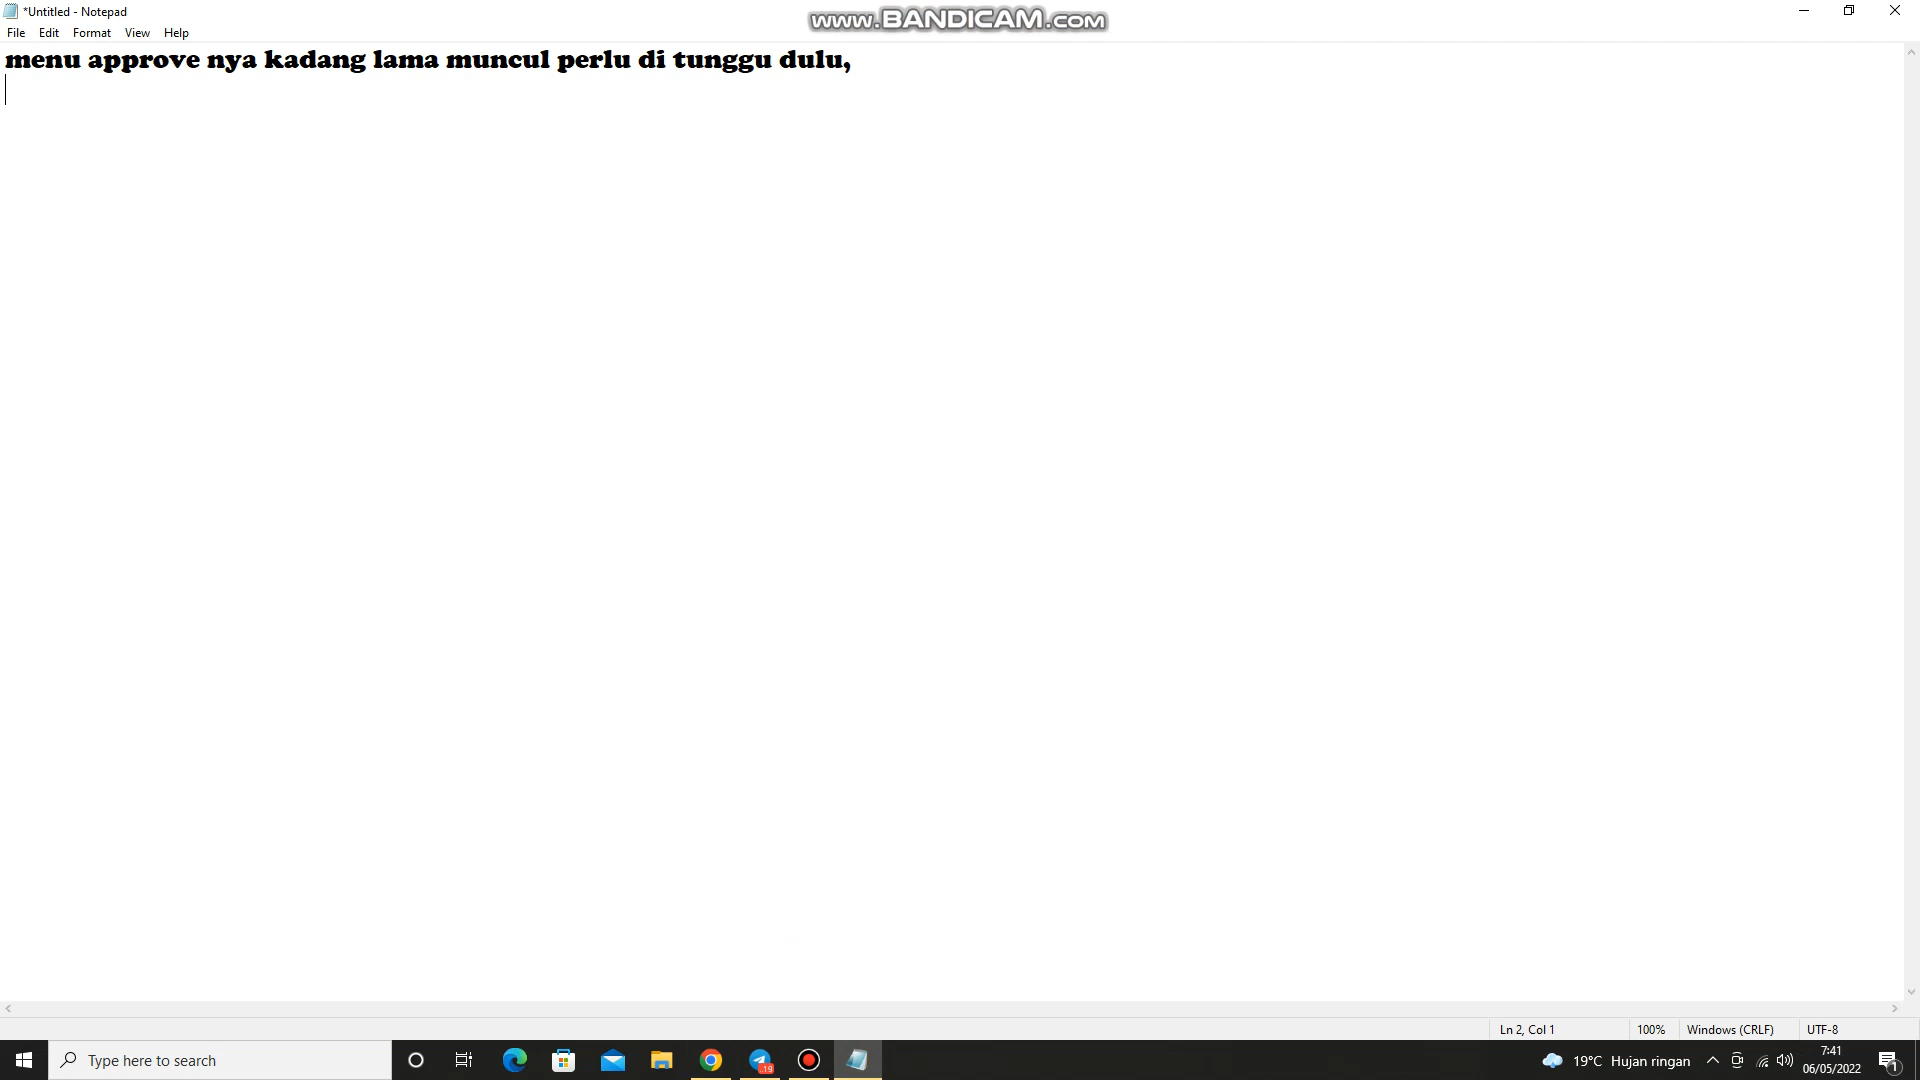 *Untitled - Notepad
www.BANDICAM.com
File Edit Format View Help
menu approve nya kadang lama muncul perlu di tunggu dulu,
Ln 2, Col 1 100% Windows (CRLF) UTF-8
Type here to search
.19
19°C Hujan ringan
7:41
06/05/2022
1